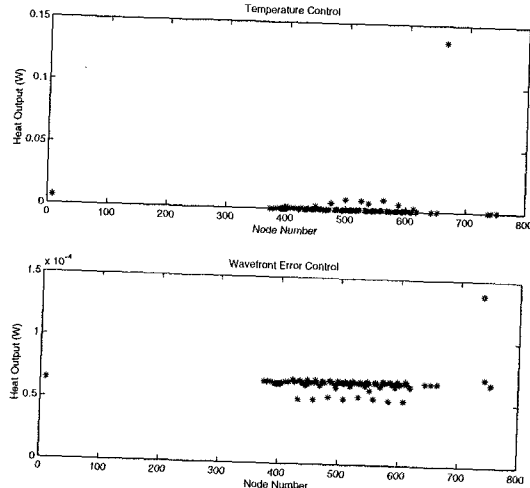 Temperature Control
0.15
0.1
0.05
0
Heat Output (W)
0 100 200 300 400 500 600 700 800
Node Number
x 10⁻⁴
Wavefront Error Control
1.5
1
0.5
0
Heat Output (W)
0 100 200 300 400 500 600 700 800
Node Number